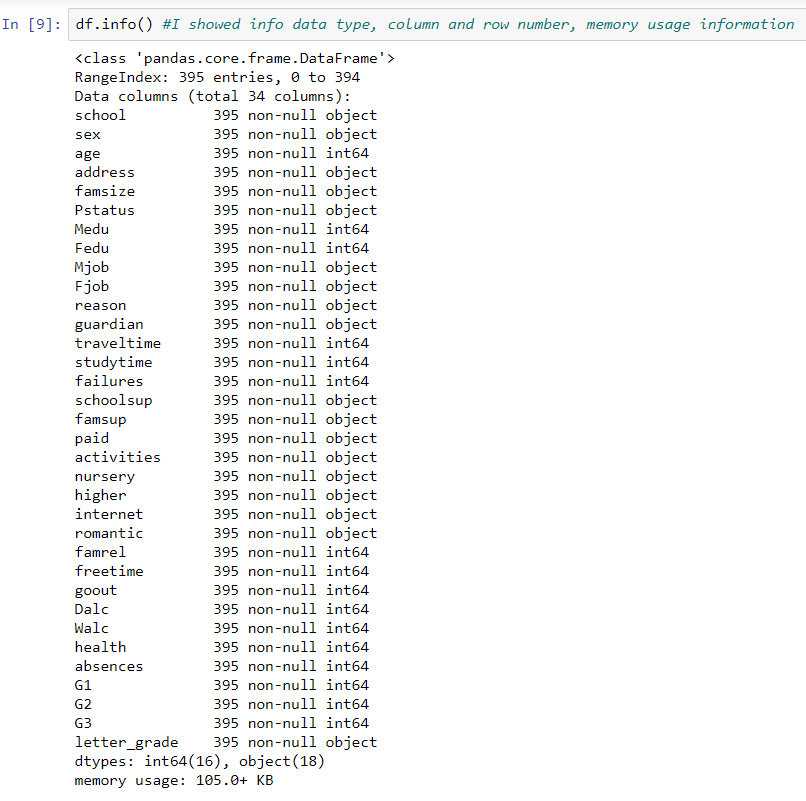 In [9]: df.info() #I showed info data type, column and row number, memory usage information
<class 'pandas.core.frame.DataFrame'>
RangeIndex: 395 entries, 0 to 394
Data columns (total 34 columns):
school          395 non-null object
sex             395 non-null object
age             395 non-null int64
address         395 non-null object
famsize         395 non-null object
Pstatus         395 non-null object
Medu            395 non-null int64
Fedu            395 non-null int64
Mjob            395 non-null object
Fjob            395 non-null object
reason          395 non-null object
guardian        395 non-null object
traveltime      395 non-null int64
studytime       395 non-null int64
failures        395 non-null int64
schoolsup       395 non-null object
famsup          395 non-null object
paid            395 non-null object
activities      395 non-null object
nursery         395 non-null object
higher          395 non-null object
internet        395 non-null object
romantic        395 non-null object
famrel          395 non-null int64
freetime        395 non-null int64
goout           395 non-null int64
Dalc            395 non-null int64
Walc            395 non-null int64
health          395 non-null int64
absences        395 non-null int64
G1              395 non-null int64
G2              395 non-null int64
G3              395 non-null int64
letter_grade    395 non-null object
dtypes: int64(16), object(18)
memory usage: 105.0+ KB